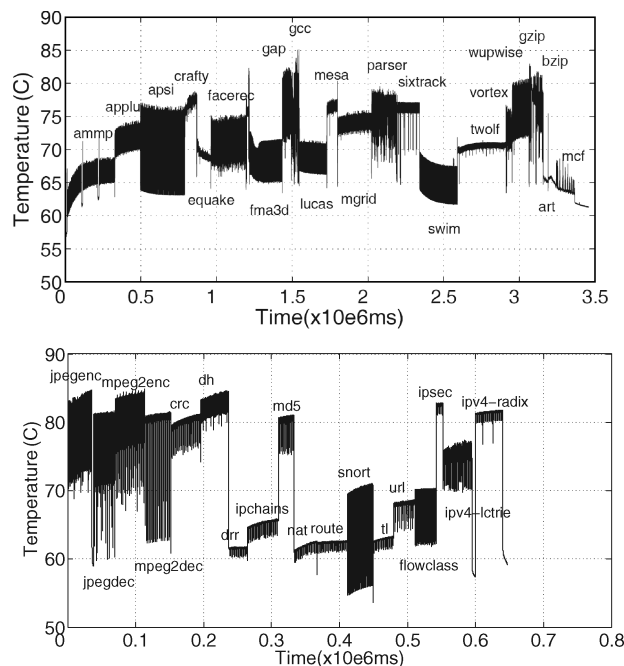 90
gcc
85
gap
gzip
80
crafty
wupwise
bzip
apsi
facerec
mesa
parser
sixtrack
vortex
75
applu
ammp
twolf
70
mcf
65
equake
fma3d
lucas
mgrid
art
60
swim
55
50
0 0.5 1 1.5 2 2.5 3 3.5
Time(x10e6ms)
Temperature (C)
90
jpegenc mpeg2enc dh
crc
md5
ipsec ipv4-radix
80
snort
url
70
ipchains
drr
nat route
tl
ipv4-lctrie
60
jpegdec mpeg2dec
flowclass
50
0 0.1 0.2 0.3 0.4 0.5 0.6 0.7 0.8
Time(x10e6ms)
Temperature (C)